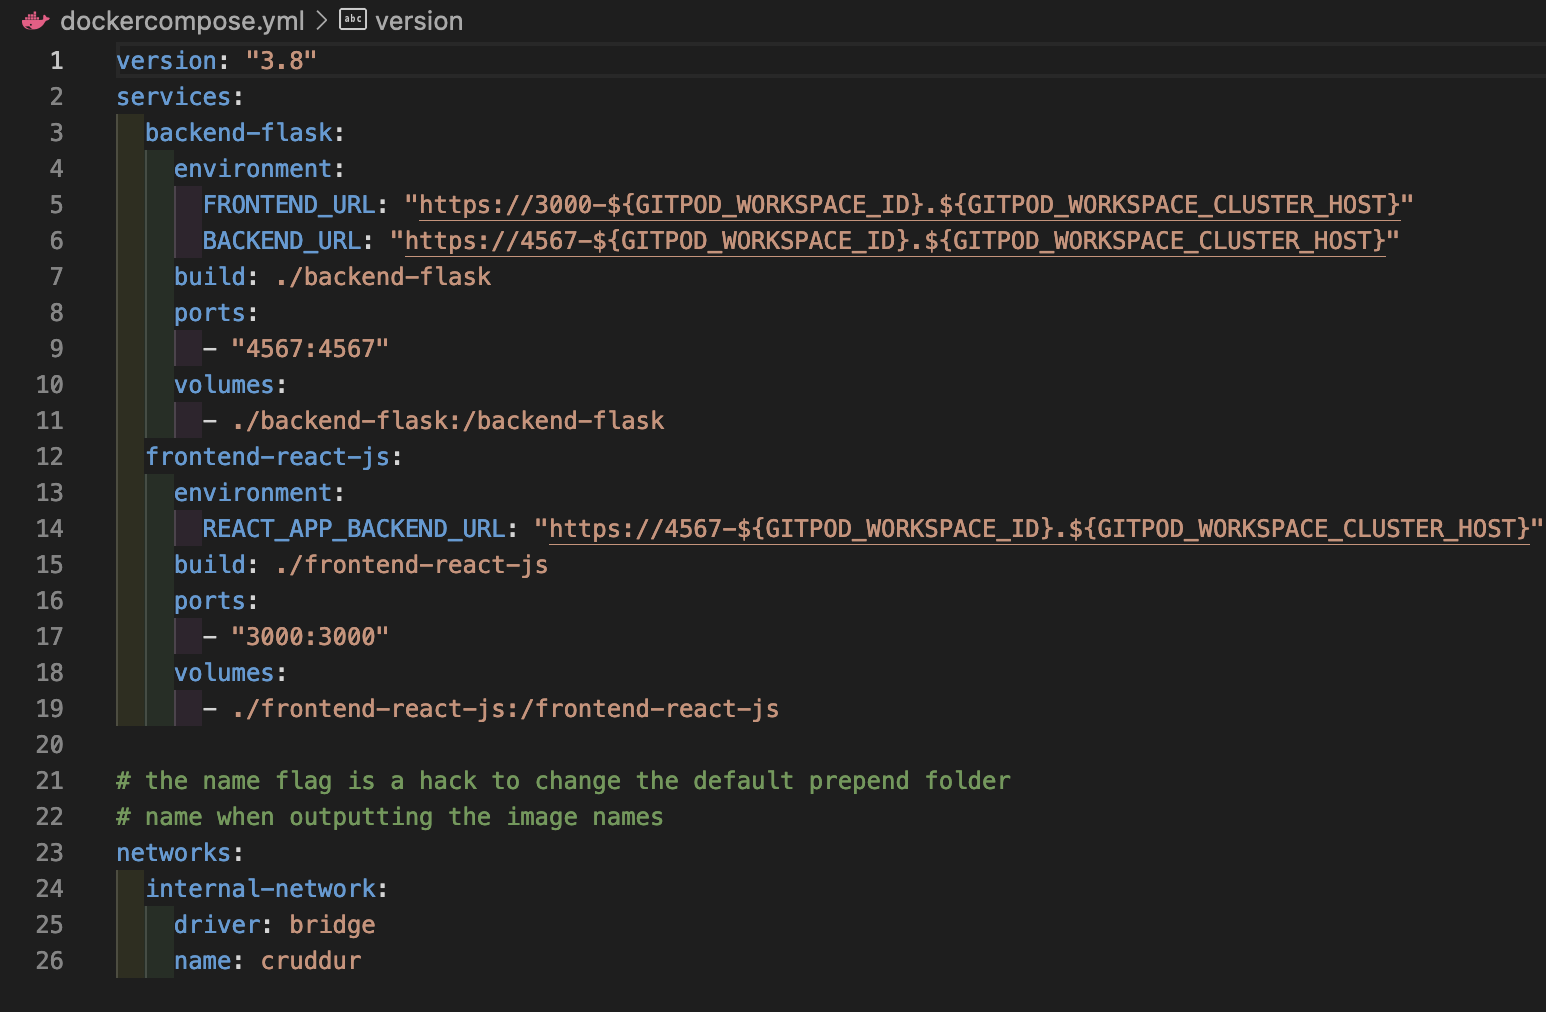 dockercompose.yml > abc version
1 version: "3.8"
2 services:
3   backend-flask:
4     environment:
5       FRONTEND_URL: "https://3000-${GITPOD_WORKSPACE_ID}.${GITPOD_WORKSPACE_CLUSTER_HOST}"
6       BACKEND_URL: "https://4567-${GITPOD_WORKSPACE_ID}.${GITPOD_WORKSPACE_CLUSTER_HOST}"
7     build: ./backend-flask
8     ports:
9       - "4567:4567"
10     volumes:
11       - ./backend-flask:/backend-flask
12   frontend-react-js:
13     environment:
14       REACT_APP_BACKEND_URL: "https://4567-${GITPOD_WORKSPACE_ID}.${GITPOD_WORKSPACE_CLUSTER_HOST}"
15     build: ./frontend-react-js
16     ports:
17       - "3000:3000"
18     volumes:
19       - ./frontend-react-js:/frontend-react-js
20
21 # the name flag is a hack to change the default prepend folder
22 # name when outputting the image names
23 networks:
24   internal-network:
25     driver: bridge
26     name: cruddur